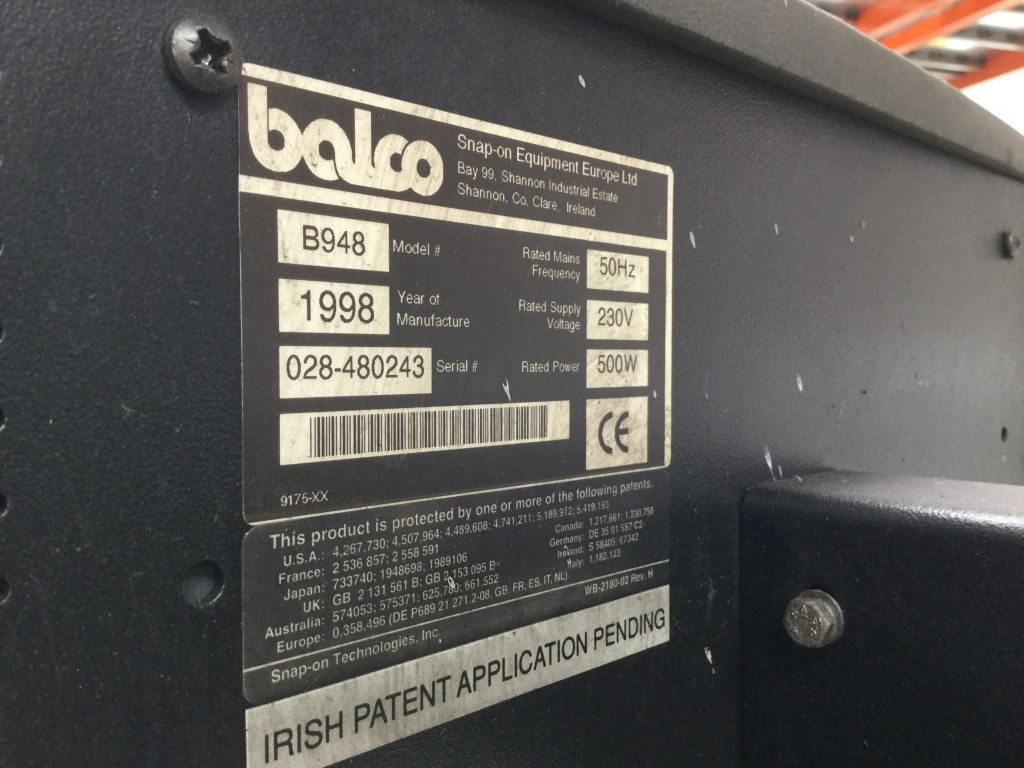 balco
Snap-on Equipment Europe Ltd
Bay 99, Shannon Industrial Estate
Shannon, Co. Clare, Ireland
B948 Model #
Rated Mains Frequency 50Hz
1998 Year of Manufacture
Rated Supply Voltage 230V
028-480243 Serial #
Rated Power 500W
CE
9175-XX
This product is protected by one or more of the following patents.
U.S.A.: 4,267,730; 4,507,964; 4,489,608; 4,741,211; 5,189,912; 5,419,193
France: 2 536 857; 2 558 591
Japan: 733740; 1948698; 1989106
UK: GB 2 131 561 B; GB 2 153 095 B
Australia: 574053; 575371; 625,780; 661,552
Europe: 0,358,496 (DE P689 21 271.2-08, GB, FR, ES, IT, NL)
Canada: 1,217,661; 1,230,758
Germany: DE 35 01 557 C2
Ireland: S 58405; 67342
Italy: 1,182,123
WB-2180-02 Rev. H
Snap-on Technologies, Inc.
IRISH PATENT APPLICATION PENDING